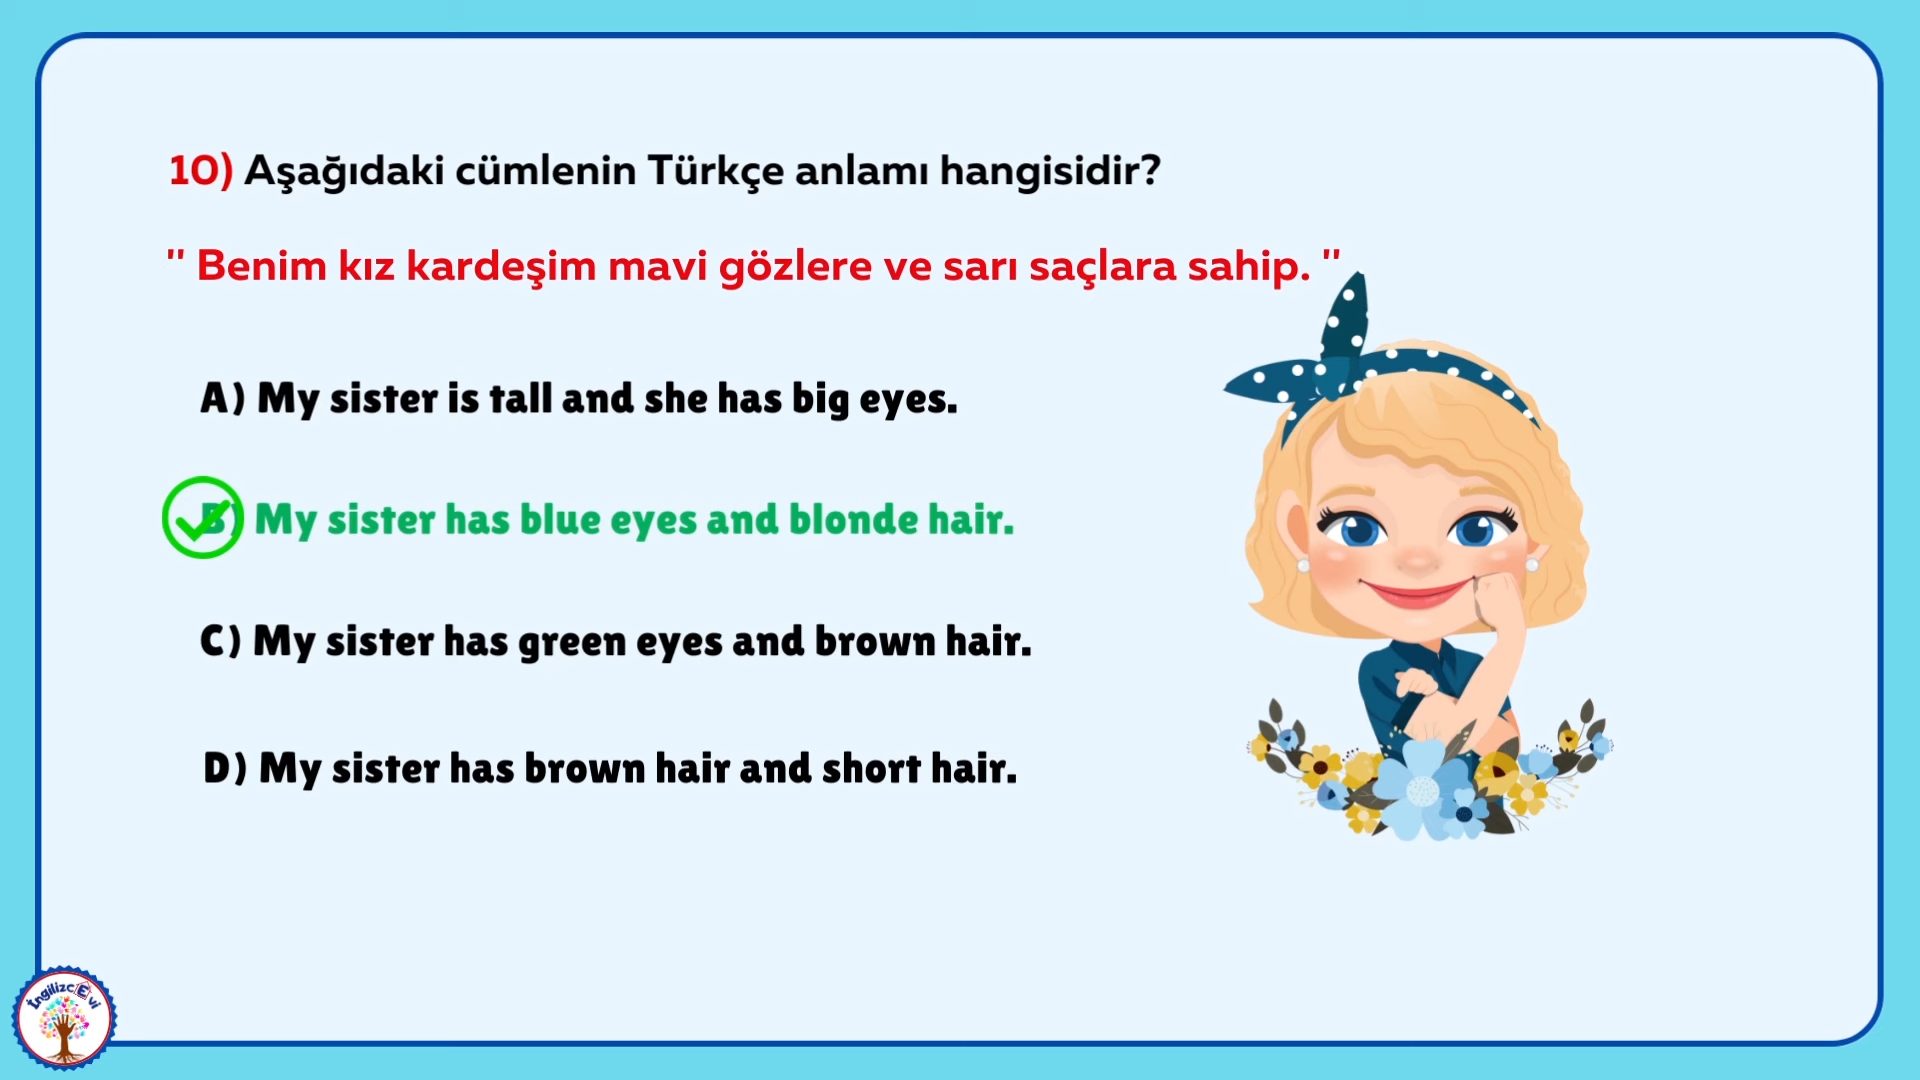 10) Aşağıdaki cümlenin Türkçe anlamı hangisidir?
" Benim kız kardeşim mavi gözlere ve sarı saçlara sahip. "
A) My sister is tall and she has big eyes.
B) My sister has blue eyes and blonde hair.
C) My sister has green eyes and brown hair.
D) My sister has brown hair and short hair.
İngilizcEvi